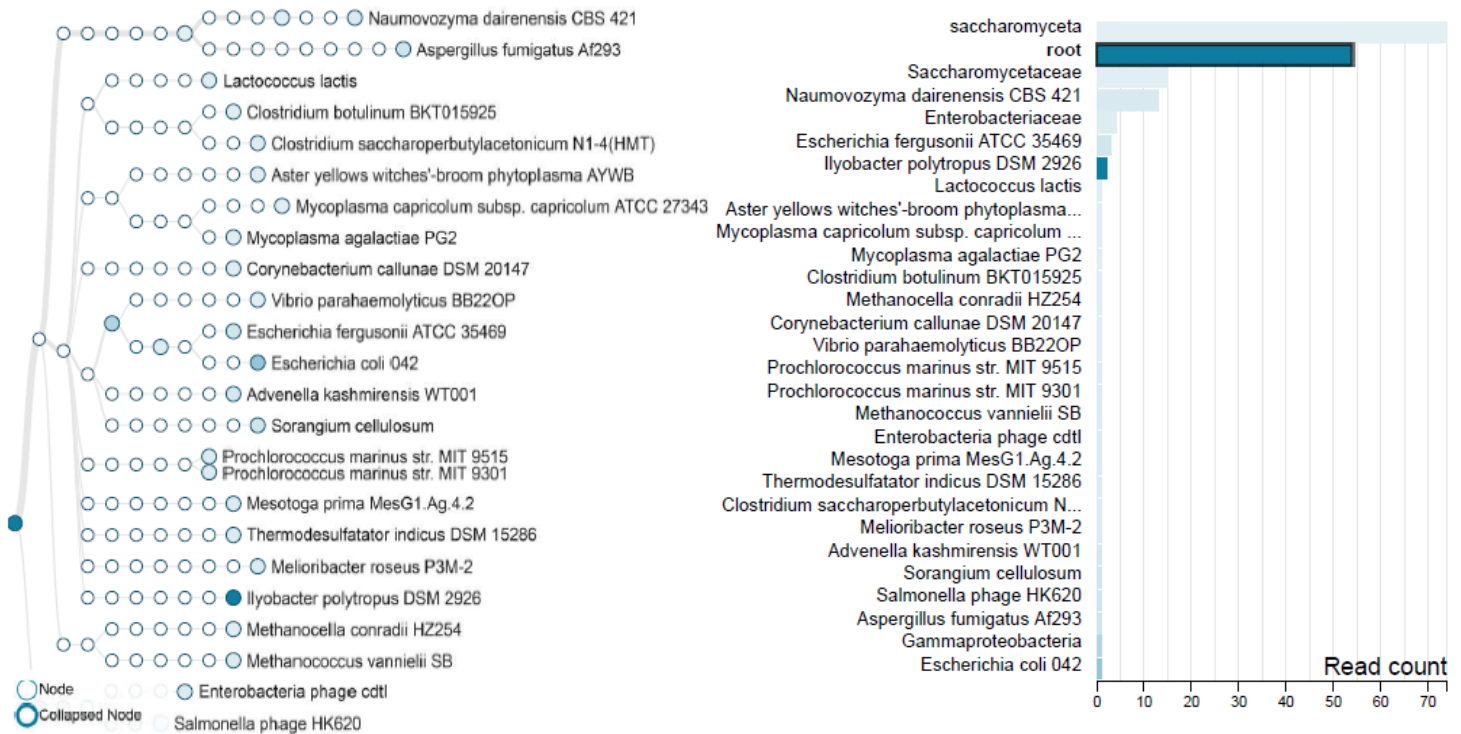 Naumovozyma dairenensis CBS 421
Aspergillus fumigatus Af293
Lactococcus lactis
Clostridium botulinum BKT015925
Clostridium saccharoperbutylacetonicum N1-4(HMT)
Aster yellows witches'-broom phytoplasma AYWB
Mycoplasma capricolum subsp. capricolum ATCC 27343
Mycoplasma agalactiae PG2
Corynebacterium callunae DSM 20147
Vibrio parahaemolyticus BB22OP
Escherichia fergusonii ATCC 35469
Escherichia coli 042
Advenella kashmirensis WT001
Sorangium cellulosum
Prochlorococcus marinus str. MIT 9515
Prochlorococcus marinus str. MIT 9301
Mesotoga prima MesG1.Ag.4.2
Thermodesulfatator indicus DSM 15286
Melioribacter roseus P3M-2
Ilyobacter polytropus DSM 2926
Methanocella conradii HZ254
Methanococcus vannielii SB
Enterobacteria phage cdtI
Salmonella phage HK620
Node
Collapsed Node
saccharomyceta
root
Saccharomycetaceae
Naumovozyma dairenensis CBS 421
Enterobacteriaceae
Escherichia fergusonii ATCC 35469
Ilyobacter polytropus DSM 2926
Lactococcus lactis
Aster yellows witches'-broom phytoplasma...
Mycoplasma capricolum subsp. capricolum ...
Mycoplasma agalactiae PG2
Clostridium botulinum BKT015925
Methanocella conradii HZ254
Corynebacterium callunae DSM 20147
Vibrio parahaemolyticus BB22OP
Prochlorococcus marinus str. MIT 9515
Prochlorococcus marinus str. MIT 9301
Methanococcus vannielii SB
Enterobacteria phage cdtI
Mesotoga prima MesG1.Ag.4.2
Thermodesulfatator indicus DSM 15286
Clostridium saccharoperbutylacetonicum N...
Melioribacter roseus P3M-2
Advenella kashmirensis WT001
Sorangium cellulosum
Salmonella phage HK620
Aspergillus fumigatus Af293
Gammaproteobacteria
Escherichia coli 042
Read count
0 10 20 30 40 50 60 70